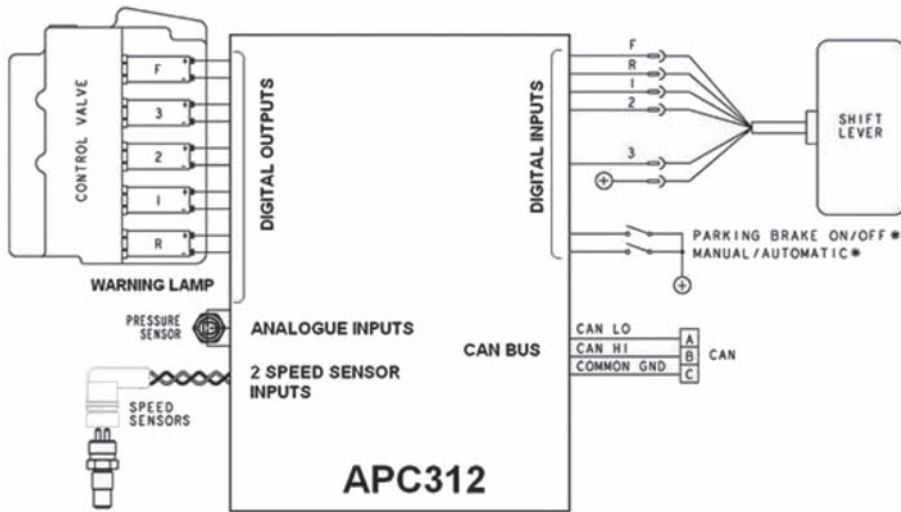 CONTROL VALVE
F
3
2
1
R
+
-
+
-
+
-
+
-
+
-
WARNING LAMP
DIGITAL OUTPUTS
PRESSURE
SENSOR
ANALOGUE INPUTS
2 SPEED SENSOR
INPUTS
SPEED
SENSORS
APC312
DIGITAL INPUTS
F
R
1
2
3
+
SHIFT
LEVER
PARKING BRAKE ON/OFF *
MANUAL/AUTOMATIC *
+
CAN BUS
CAN LO
CAN HI
COMMON GND
A
B
C
CAN